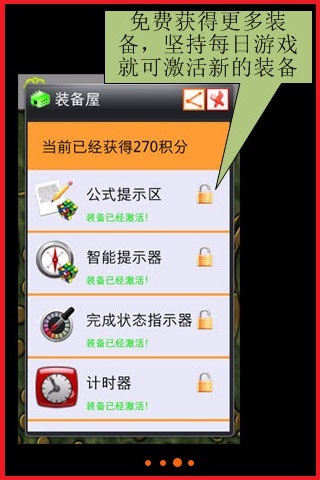 免费获得更多装
备，坚持每日游戏
就可激活新的装备
装备屋
当前已经获得270积分
公式提示区
装备已经激活!
智能提示器
装备已经激活!
完成状态指示器
装备已经激活!
计时器
装备已经激活!